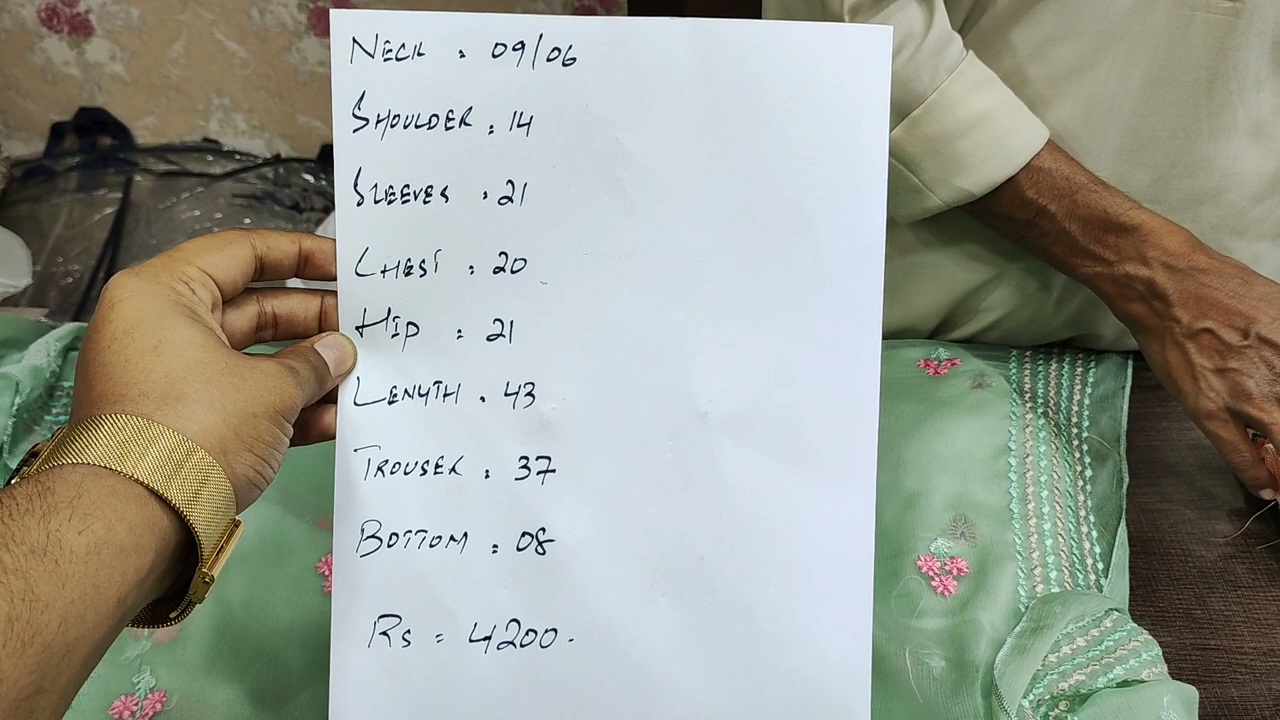 NECK : 09/06
SHOULDER : 14
SLEEVES : 21
CHEST : 20
HIP : 21
LENGTH : 43
TROUSER : 37
BOTTOM : 08
Rs = 4200.